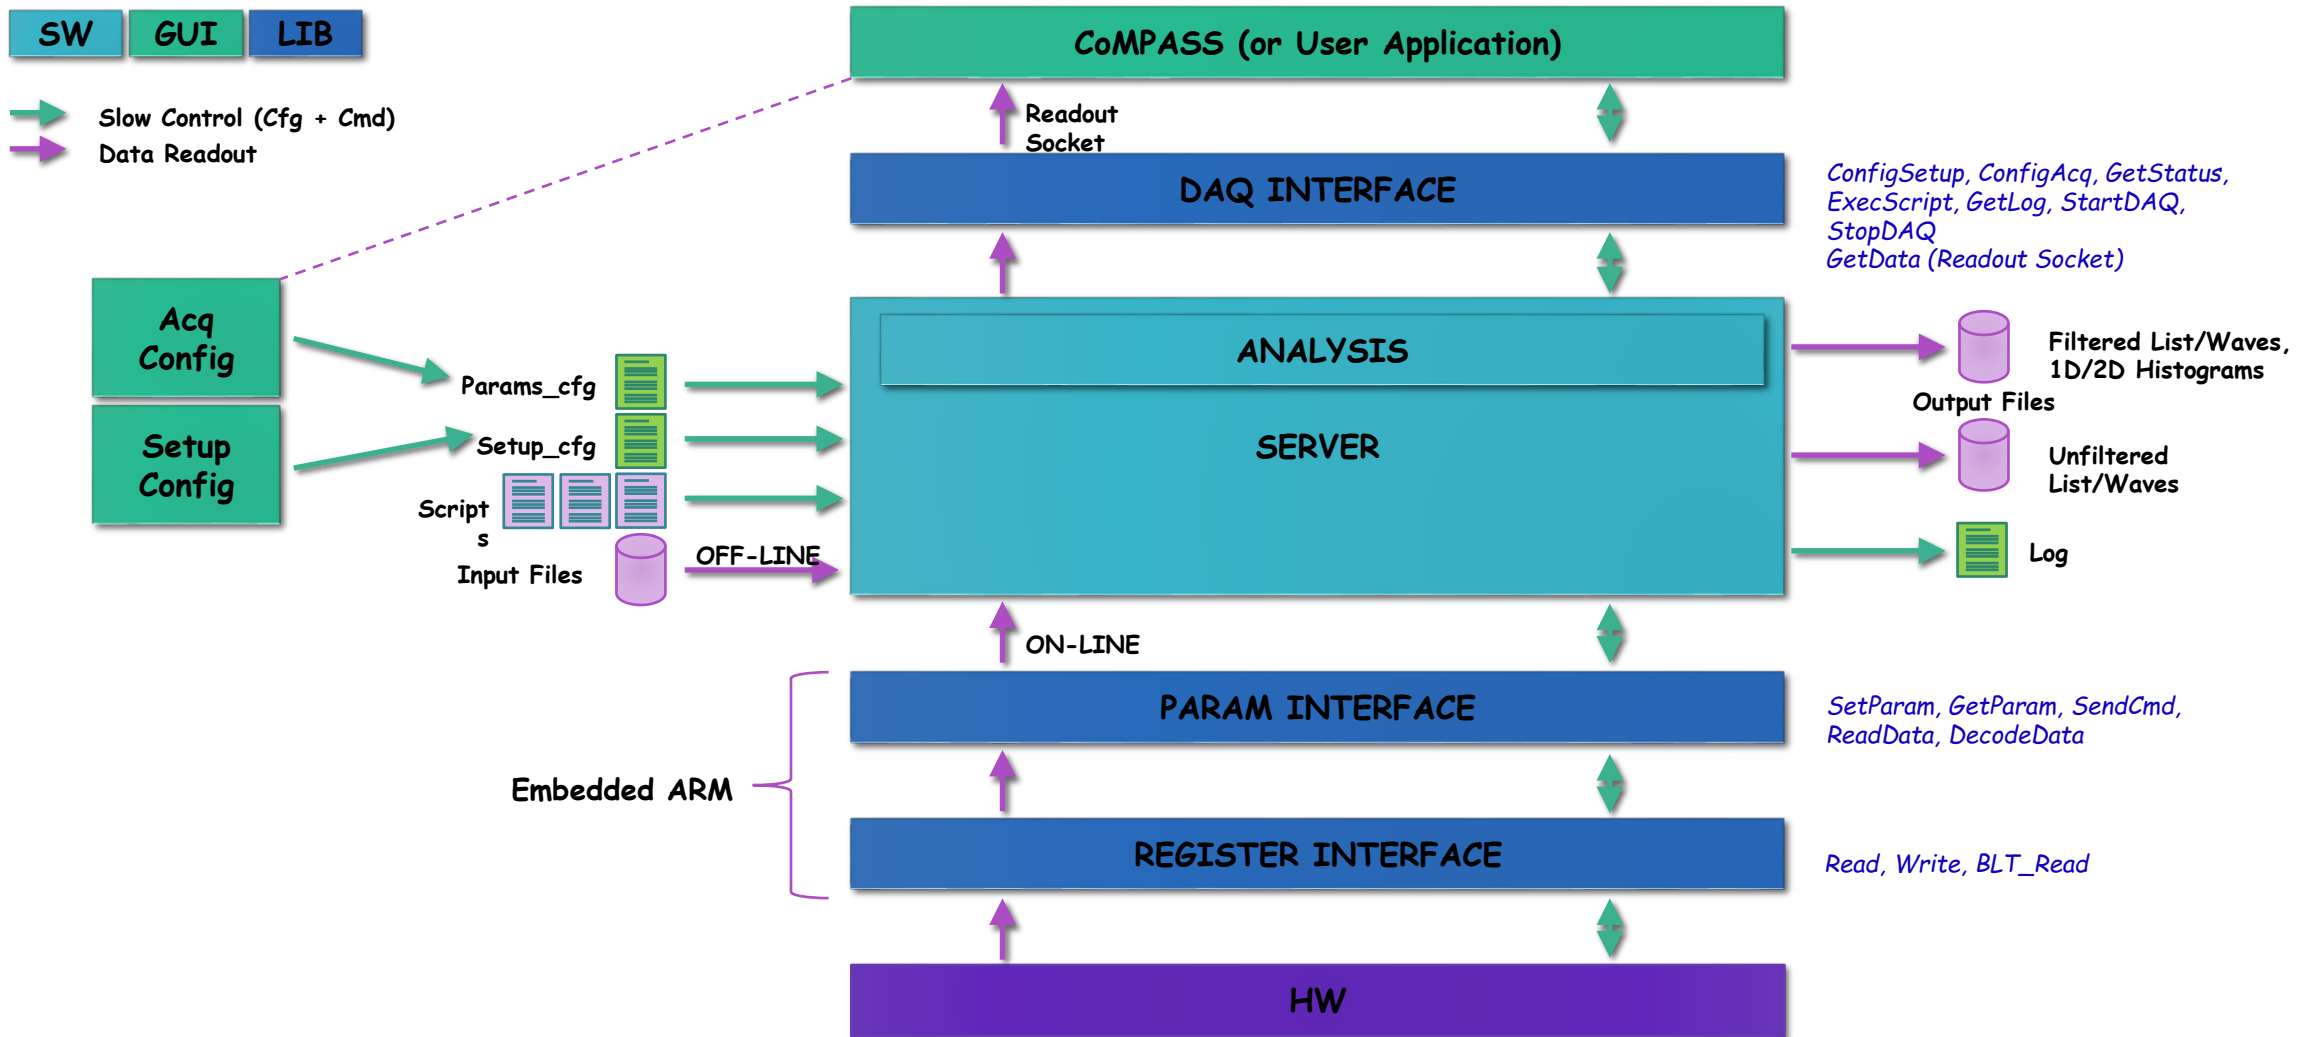 SW GUI LIB
Slow Control (Cfg + Cmd)
Data Readout
CoMPASS (or User Application)
Readout
Socket
DAQ INTERFACE
ConfigSetup, ConfigAcq, GetStatus,
ExecScript, GetLog, StartDAQ,
StopDAQ
GetData (Readout Socket)
Acq
Config
Setup
Config
Params_cfg
Setup_cfg
Script
s
Input Files
OFF-LINE
ANALYSIS
SERVER
Filtered List/Waves,
1D/2D Histograms
Output Files
Unfiltered
List/Waves
Log
ON-LINE
PARAM INTERFACE
SetParam, GetParam, SendCmd,
ReadData, DecodeData
Embedded ARM
REGISTER INTERFACE
Read, Write, BLT_Read
HW